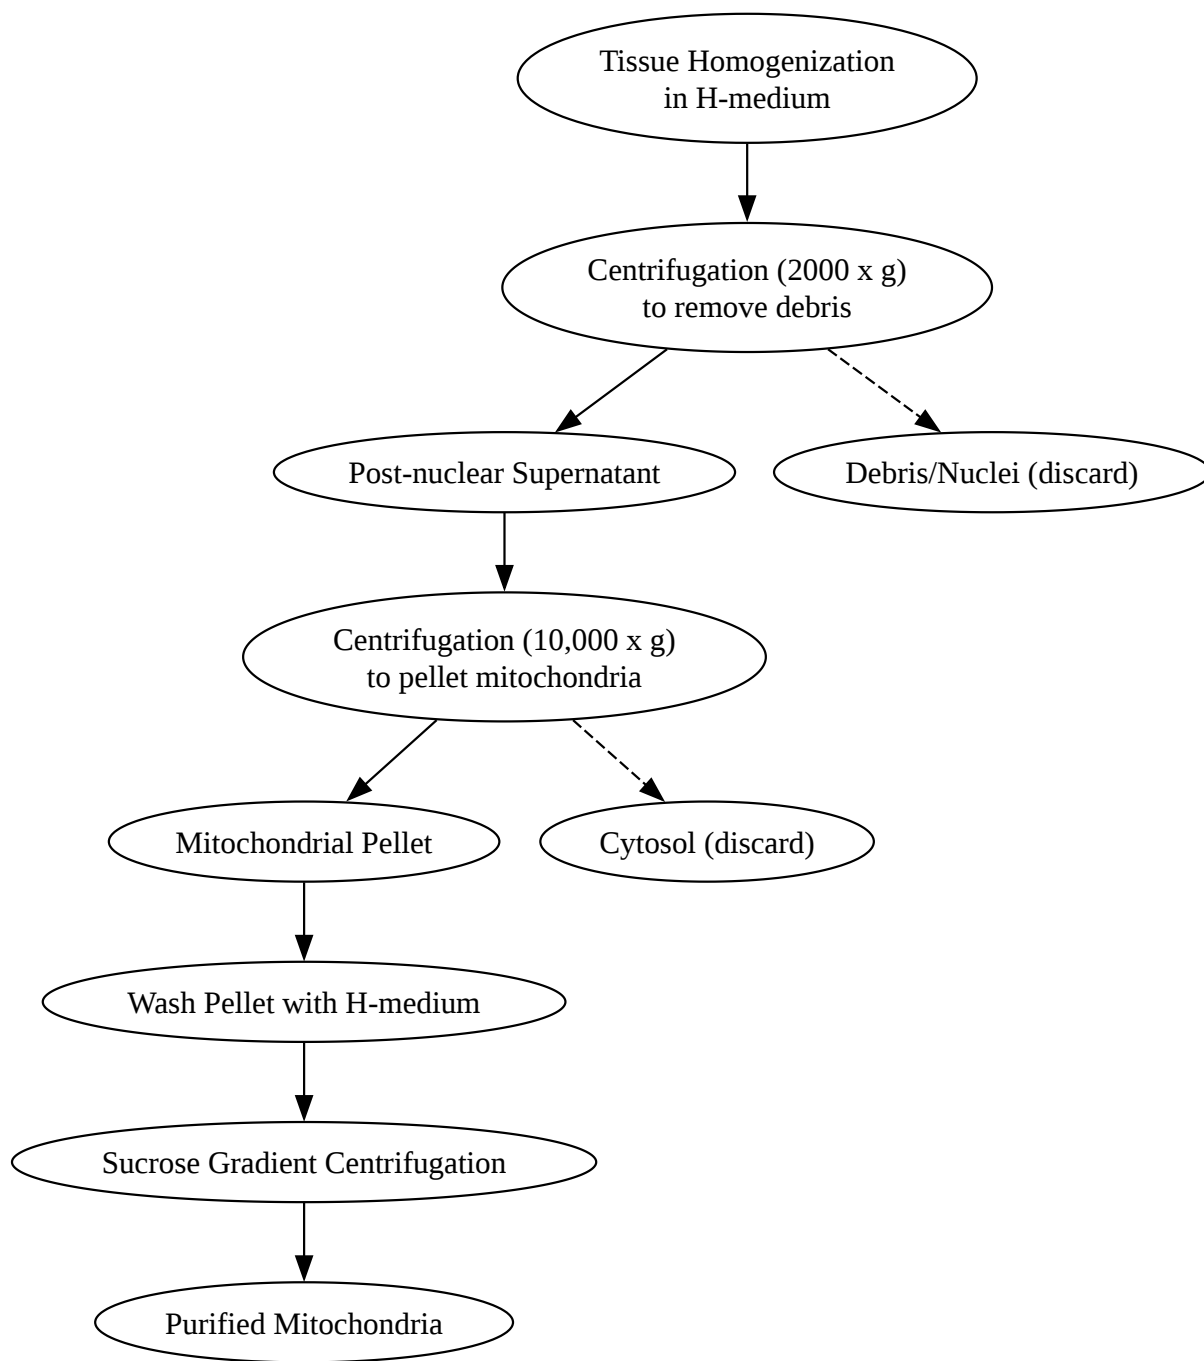 Tissue Homogenization
in H-medium
Centrifugation (2000 x g)
to remove debris
Post-nuclear Supernatant
Debris/Nuclei (discard)
Centrifugation (10,000 x g)
to pellet mitochondria
Mitochondrial Pellet
Cytosol (discard)
Wash Pellet with H-medium
Sucrose Gradient Centrifugation
Purified Mitochondria